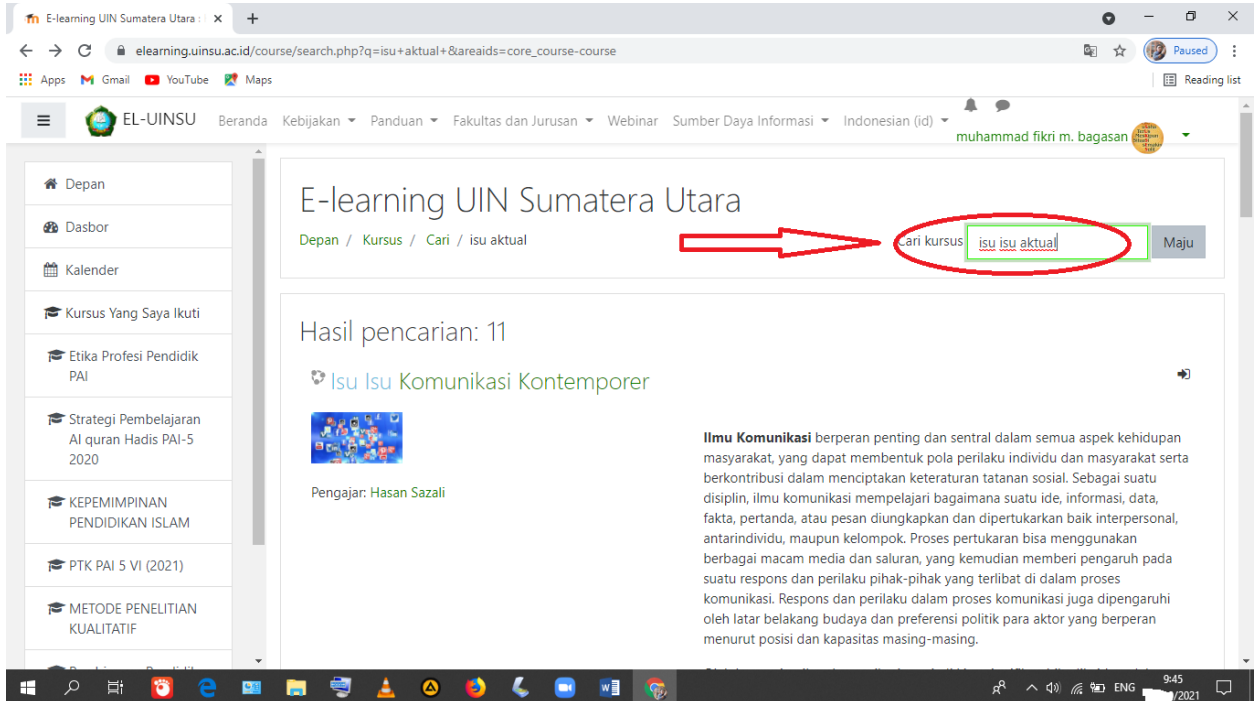 E-learning UIN Sumatera Utara :
elearning.uinsu.ac.id/course/search.php?q=isu+aktual+&areaids=core_course-course
Paused
Apps Gmail YouTube Maps
Reading list
EL-UINSU Beranda Kebijakan Panduan Fakultas dan Jurusan Webinar Sumber Daya Informasi Indonesian (id)
muhammad fikri m. bagasan
Depan
Dasbor
Kalender
Kursus Yang Saya Ikuti
Etika Profesi Pendidik
PAI
Strategi Pembelajaran
Al quran Hadis PAI-5
2020
KEPEMIMPINAN
PENDIDIKAN ISLAM
PTK PAI 5 VI (2021)
METODE PENELITIAN
KUALITATIF
E-learning UIN Sumatera Utara
Depan / Kursus / Cari / isu aktual
Cari kursus isu isu aktual Maju
Hasil pencarian: 11
Isu Isu Komunikasi Kontemporer
Pengajar: Hasan Sazali
Ilmu Komunikasi berperan penting dan sentral dalam semua aspek kehidupan
masyarakat, yang dapat membentuk pola perilaku individu dan masyarakat serta
berkontribusi dalam menciptakan keteraturan tatanan sosial. Sebagai suatu
disiplin, ilmu komunikasi mempelajari bagaimana suatu ide, informasi, data,
fakta, pertanda, atau pesan diungkapkan dan dipertukarkan baik interpersonal,
antarindividu, maupun kelompok. Proses pertukaran bisa menggunakan
berbagai macam media dan saluran, yang kemudian memberi pengaruh pada
suatu respons dan perilaku pihak-pihak yang terlibat di dalam proses
komunikasi. Respons dan perilaku dalam proses komunikasi juga dipengaruhi
oleh latar belakang budaya dan preferensi politik para aktor yang berperan
menurut posisi dan kapasitas masing-masing.
ENG
9:45
/2021